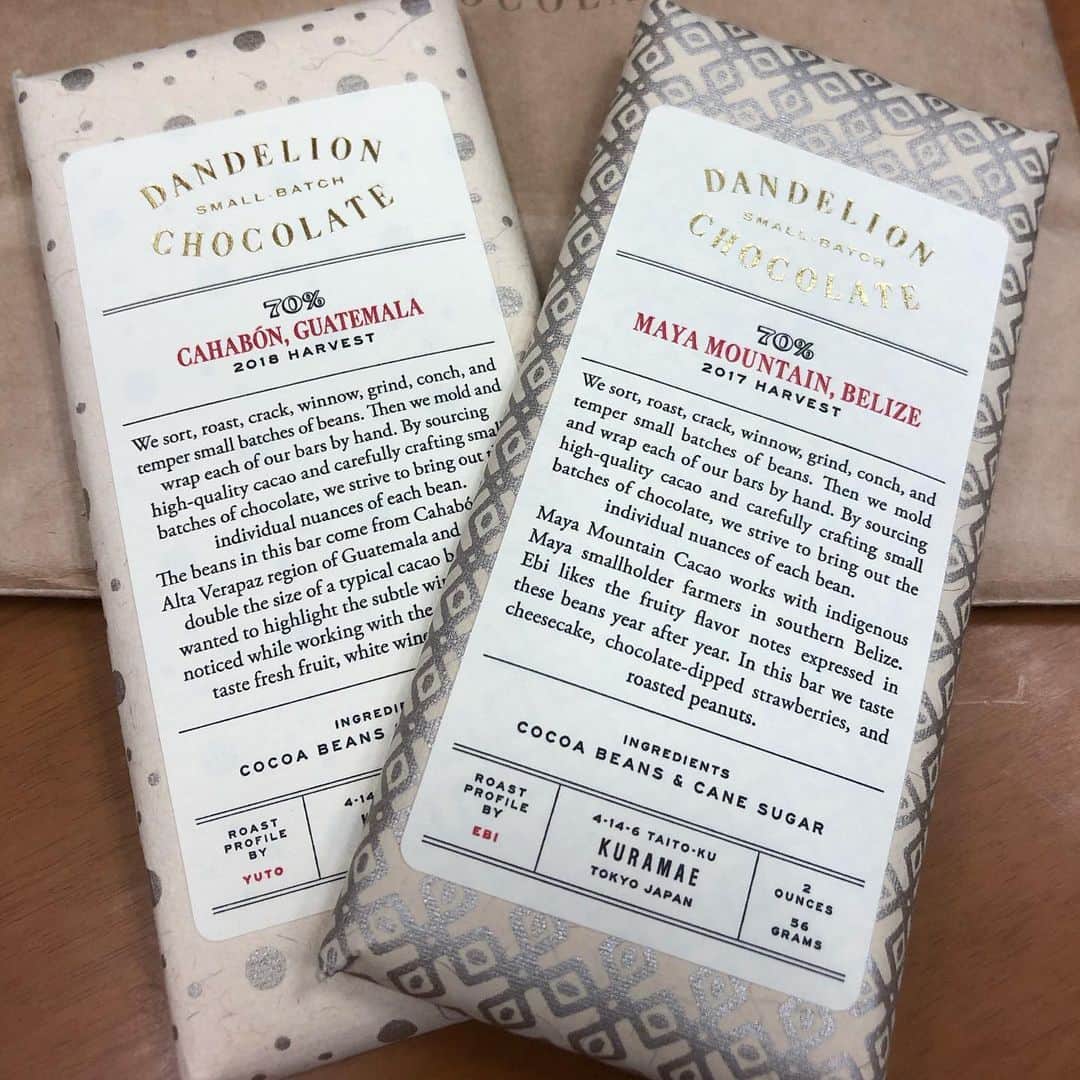 DANDELION
SMALL-BATCH
CHOCOLATE
70%
CAHABÓN, GUATEMALA
2018 HARVEST
We sort, roast, crack, winnow, grind, conch, and
temper small batches of beans. Then we mold and
wrap each of our bars by hand. By sourcing
high-quality cacao and carefully crafting small
batches of chocolate, we strive to bring out
individual nuances of each bean.
The beans in this bar come from
Alta Verapaz region of Guatemala and
double the size of a typical cacao
wanted to highlight the subtle
noticed while working with the
taste fresh fruit, white
COCOA BEANS
ROAST
PROFILE
BY
YUTO
4-14
DANDELION
SMALL-BATCH
CHOCOLATE
70%
MAYA MOUNTAIN, BELIZE
2017 HARVEST
We sort, roast, crack, winnow, grind, conch, and
temper small batches of beans. Then we mold
and wrap each of our bars by hand. By sourcing
high-quality cacao and carefully crafting small
batches of chocolate, we strive to bring out the
individual nuances of each bean.
Maya Mountain Cacao works with indigenous
Maya smallholder farmers in southern Belize.
Ebi likes the fruity flavor notes expressed in
these beans year after year. In this bar we taste
cheesecake, chocolate-dipped strawberries, and
roasted peanuts.
INGREDIENTS
COCOA BEANS & CANE SUGAR
ROAST
PROFILE
BY
EBI
4-14-6 TAITO-KU
KURAMAE
TOKYO JAPAN
2
OUNCES
56
GRAMS